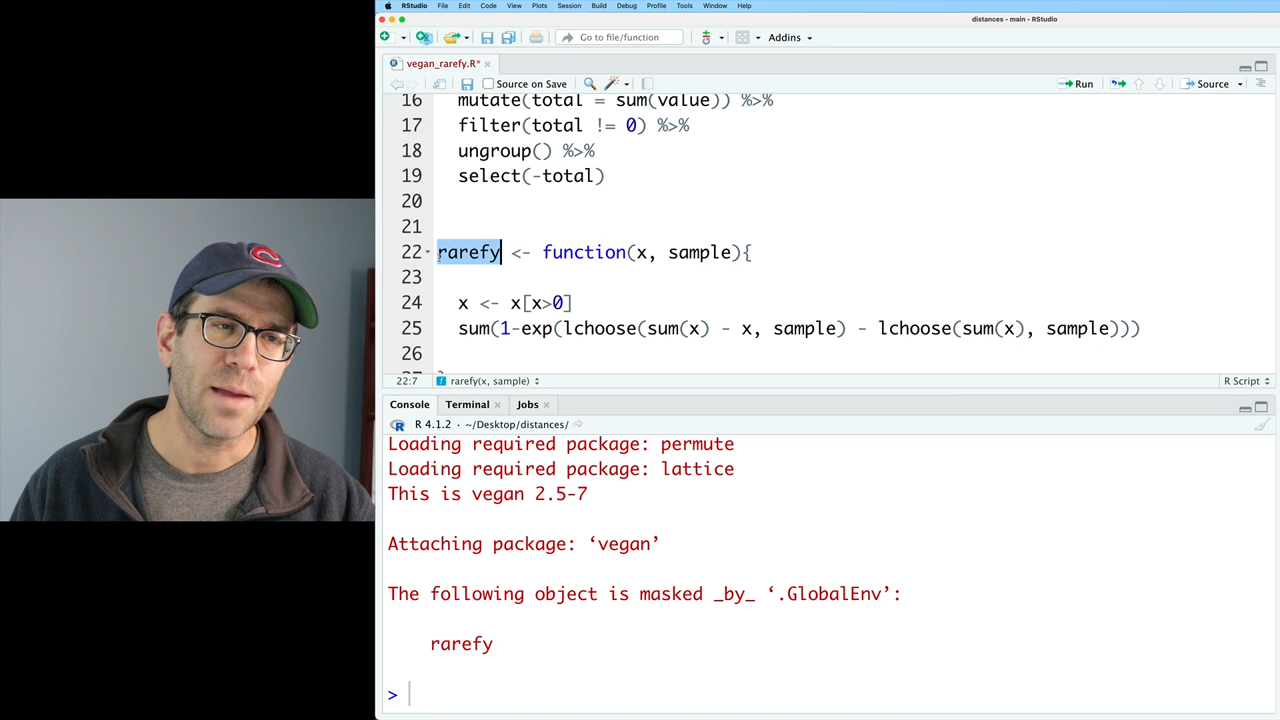 RStudio File Edit Code View Plots Session Build Debug Profile Tools Window Help
distances - main - RStudio
Go to file/function Addins
vegan_rarefy.R*
Source on Save Run Source
16 mutate(total = sum(value)) %>%
17 filter(total != 0) %>%
18 ungroup() %>%
19 select(-total)
20
21
22 rarefy <- function(x, sample){
23
24 x <- x[x>0]
25 sum(1-exp(lchoose(sum(x) - x, sample) - lchoose(sum(x), sample)))
26
22:7 rarefy(x, sample) R Script
Console Terminal Jobs
R 4.1.2 · ~/Desktop/distances/
Loading required package: permute
Loading required package: lattice
This is vegan 2.5-7
Attaching package: ‘vegan’
The following object is masked _by_ ‘.GlobalEnv’:
rarefy
>